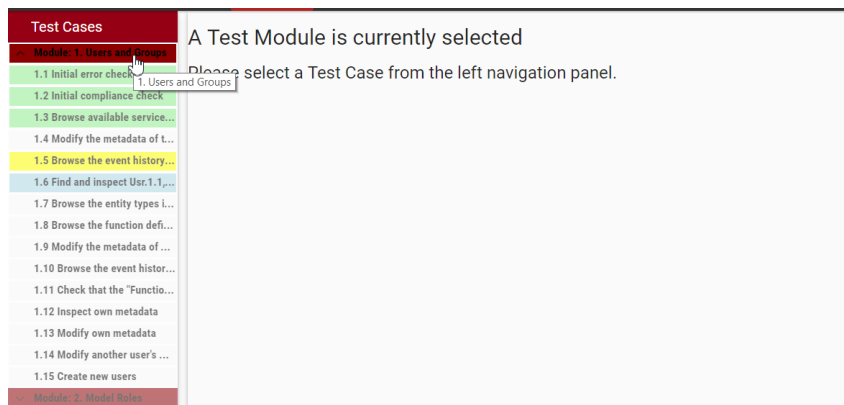 Test Cases
Module: 1. Users and Groups
1.1 Initial error check
1.2 Initial compliance check
1.3 Browse available service...
1.4 Modify the metadata of t...
1.5 Browse the event history...
1.6 Find and inspect Usr.1.1,...
1.7 Browse the entity types i...
1.8 Browse the function defi...
1.9 Modify the metadata of ...
1.10 Browse the event histor...
1.11 Check that the "Functio...
1.12 Inspect own metadata
1.13 Modify own metadata
1.14 Modify another user's ...
1.15 Create new users
Module: 2. Model Roles
A Test Module is currently selected
Please select a Test Case from the left navigation panel.
1. Users and Groups